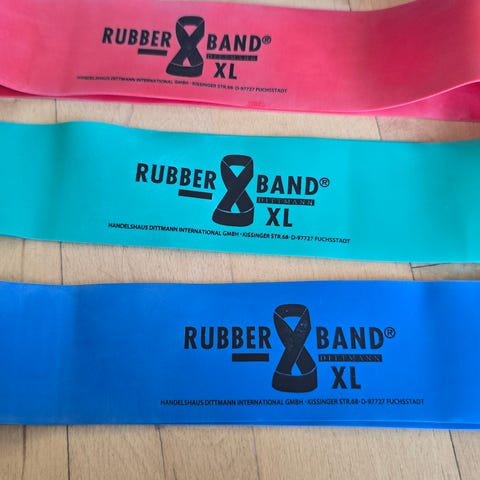 RUBBER BAND®
DITTMANN
XL
HANDELSHAUS DITTMANN INTERNATIONAL GMBH · KISSINGER STR.68 · D-97727 FUCHSSTADT
RUBBER BAND®
DITTMANN
XL
HANDELSHAUS DITTMANN INTERNATIONAL GMBH · KISSINGER STR.68 · D-97727 FUCHSSTADT
RUBBER BAND®
DITTMANN
XL
HANDELSHAUS DITTMANN INTERNATIONAL GMBH · KISSINGER STR.68 · D-97727 FUCHSSTADT